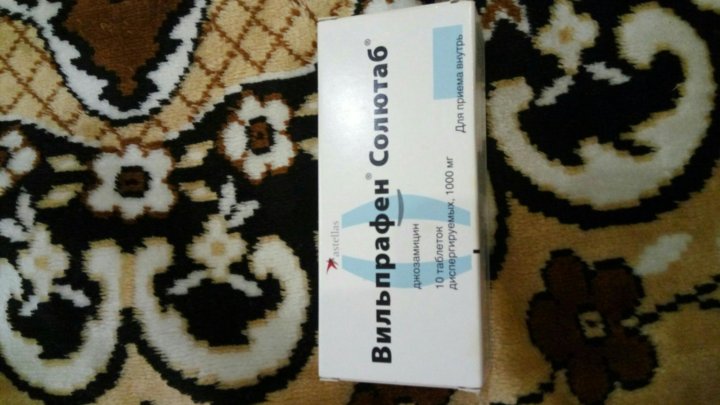 astellas
Вильпрафен® Солютаб®
джозамицин
10 таблеток
диспергируемых, 1000 мг
Для приема внутрь